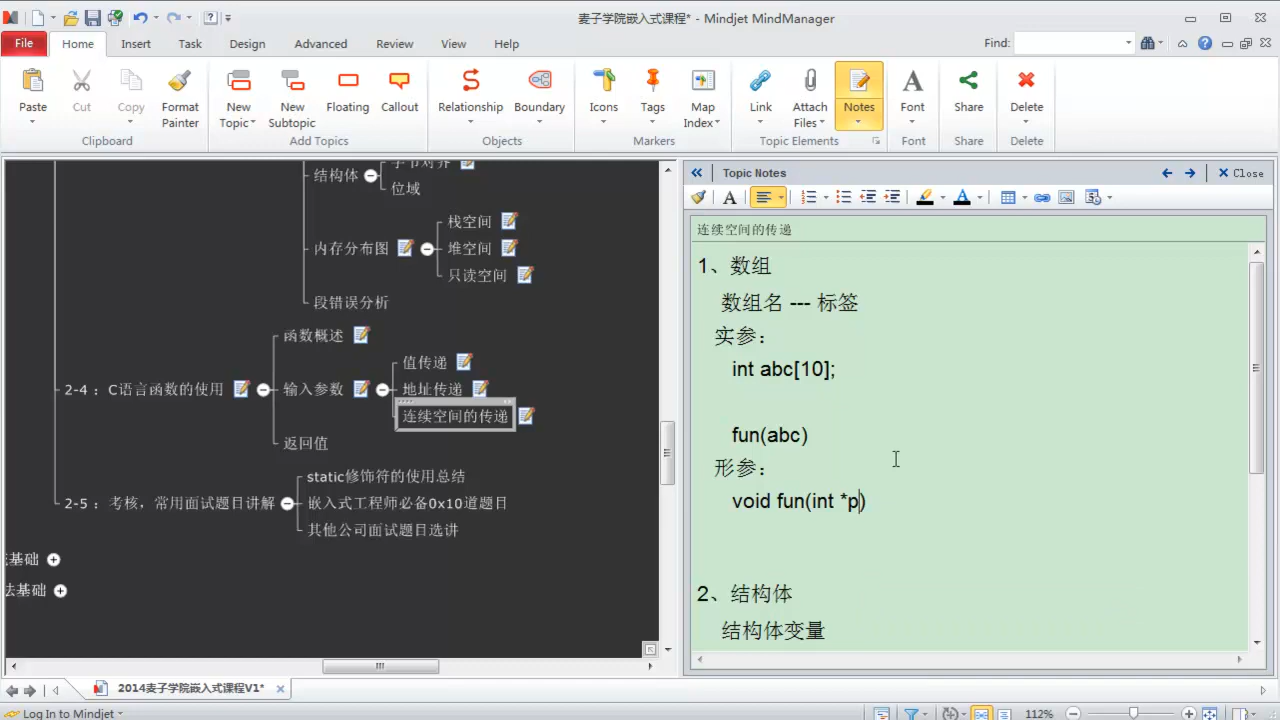 麦子学院嵌入式课程* - Mindjet MindManager
File Home Insert Task Design Advanced Review View Help Find:
Paste Cut Copy Format Painter
New Topic New Subtopic Floating Callout
Relationship Boundary
Icons Tags Map Index
Link Attach Files Notes
Font
Share
Delete
Clipboard Add Topics Objects Markers Topic Elements Font Share Delete
字节对齐
结构体
位域
栈空间
内存分布图 堆空间
只读空间
段错误分析
函数概述
值传递
2-4 : C语言函数的使用 输入参数 地址传递
连续空间的传递
返回值
static修饰符的使用总结
2-5 : 考核，常用面试题目讲解 嵌入式工程师必备0x10道题目
其他公司面试题目选讲
基础
法基础
Topic Notes Close
连续空间的传递
1、数组
数组名 --- 标签
实参：
int abc[10];
fun(abc)
形参：
void fun(int *p)
2、结构体
结构体变量
2014麦子学院嵌入式课程V1*
Log In to Mindjet 112%